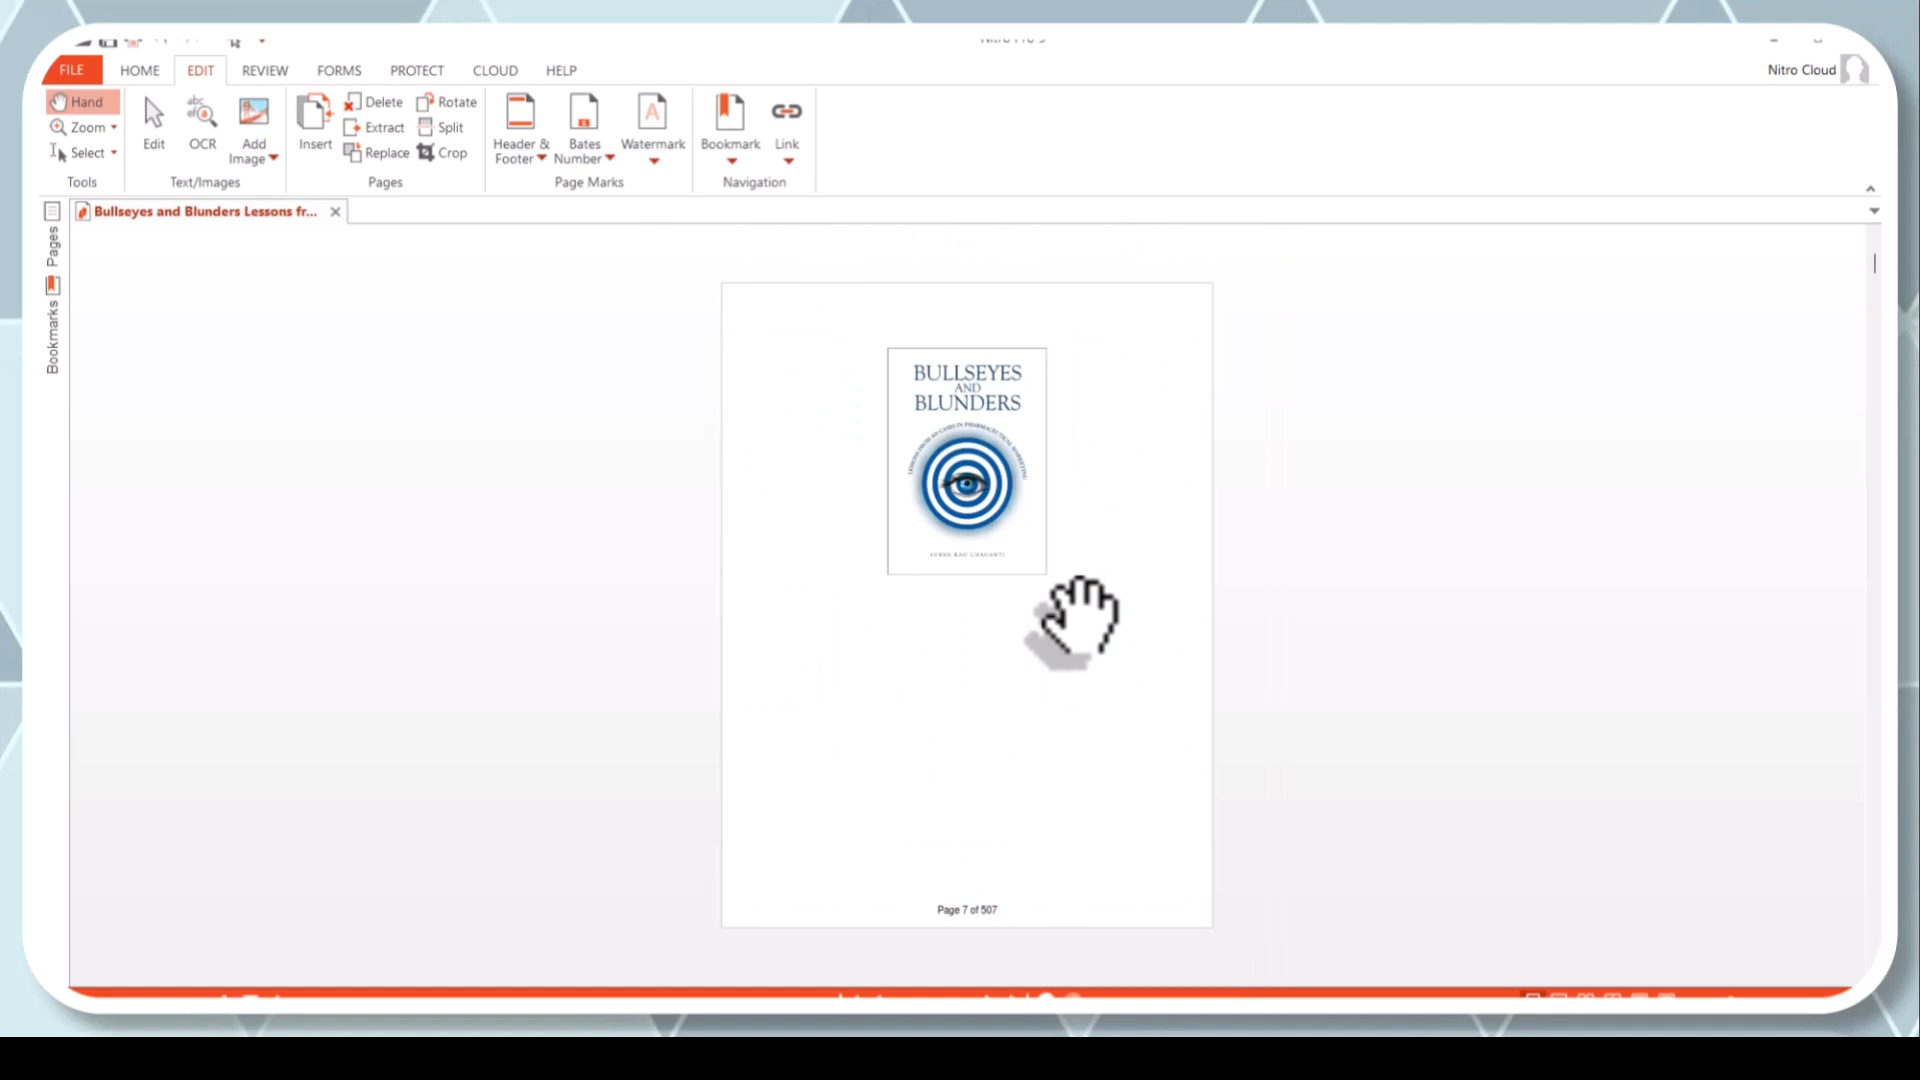 FILE HOME EDIT REVIEW FORMS PROTECT CLOUD HELP Nitro Cloud
Hand
Zoom
Select
Tools
Edit
OCR
Add
Image
Text/Images
Insert
Delete
Extract
Replace
Rotate
Split
Crop
Pages
Header &
Footer
Bates
Number
Watermark
Page Marks
Bookmark
Link
Navigation
Bullseyes and Blunders Lessons fr...
Pages
Bookmarks
BULLSEYES
AND
BLUNDERS
Page 7 of 507